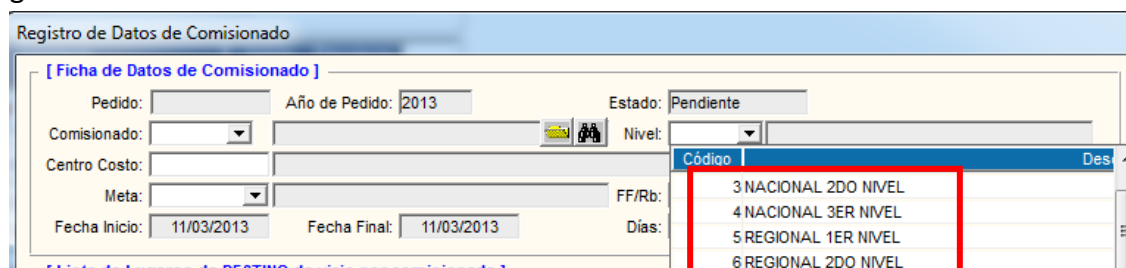 Registro de Datos de Comisionado
[ Ficha de Datos de Comisionado ]
Pedido: Año de Pedido: 2013 Estado: Pendiente
Comisionado: Nivel:
Centro Costo: Código Des
Meta: FF/Rb: 3 NACIONAL 2DO NIVEL
4 NACIONAL 3ER NIVEL
Fecha Inicio: 11/03/2013 Fecha Final: 11/03/2013 Días: 5 REGIONAL 1ER NIVEL
6 REGIONAL 2DO NIVEL